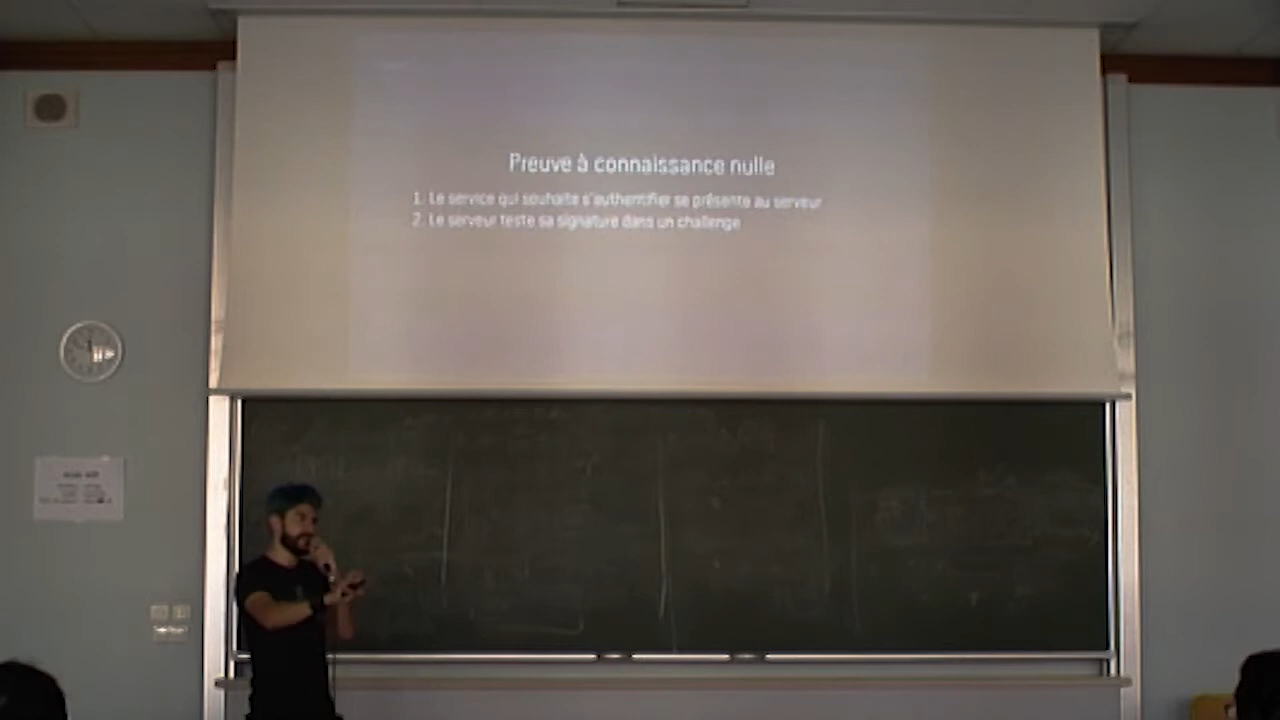 Preuve à connaissance nulle
1. Le service qui souhaite s'authentifier se présente au serveur
2. Le serveur teste sa signature dans un challenge